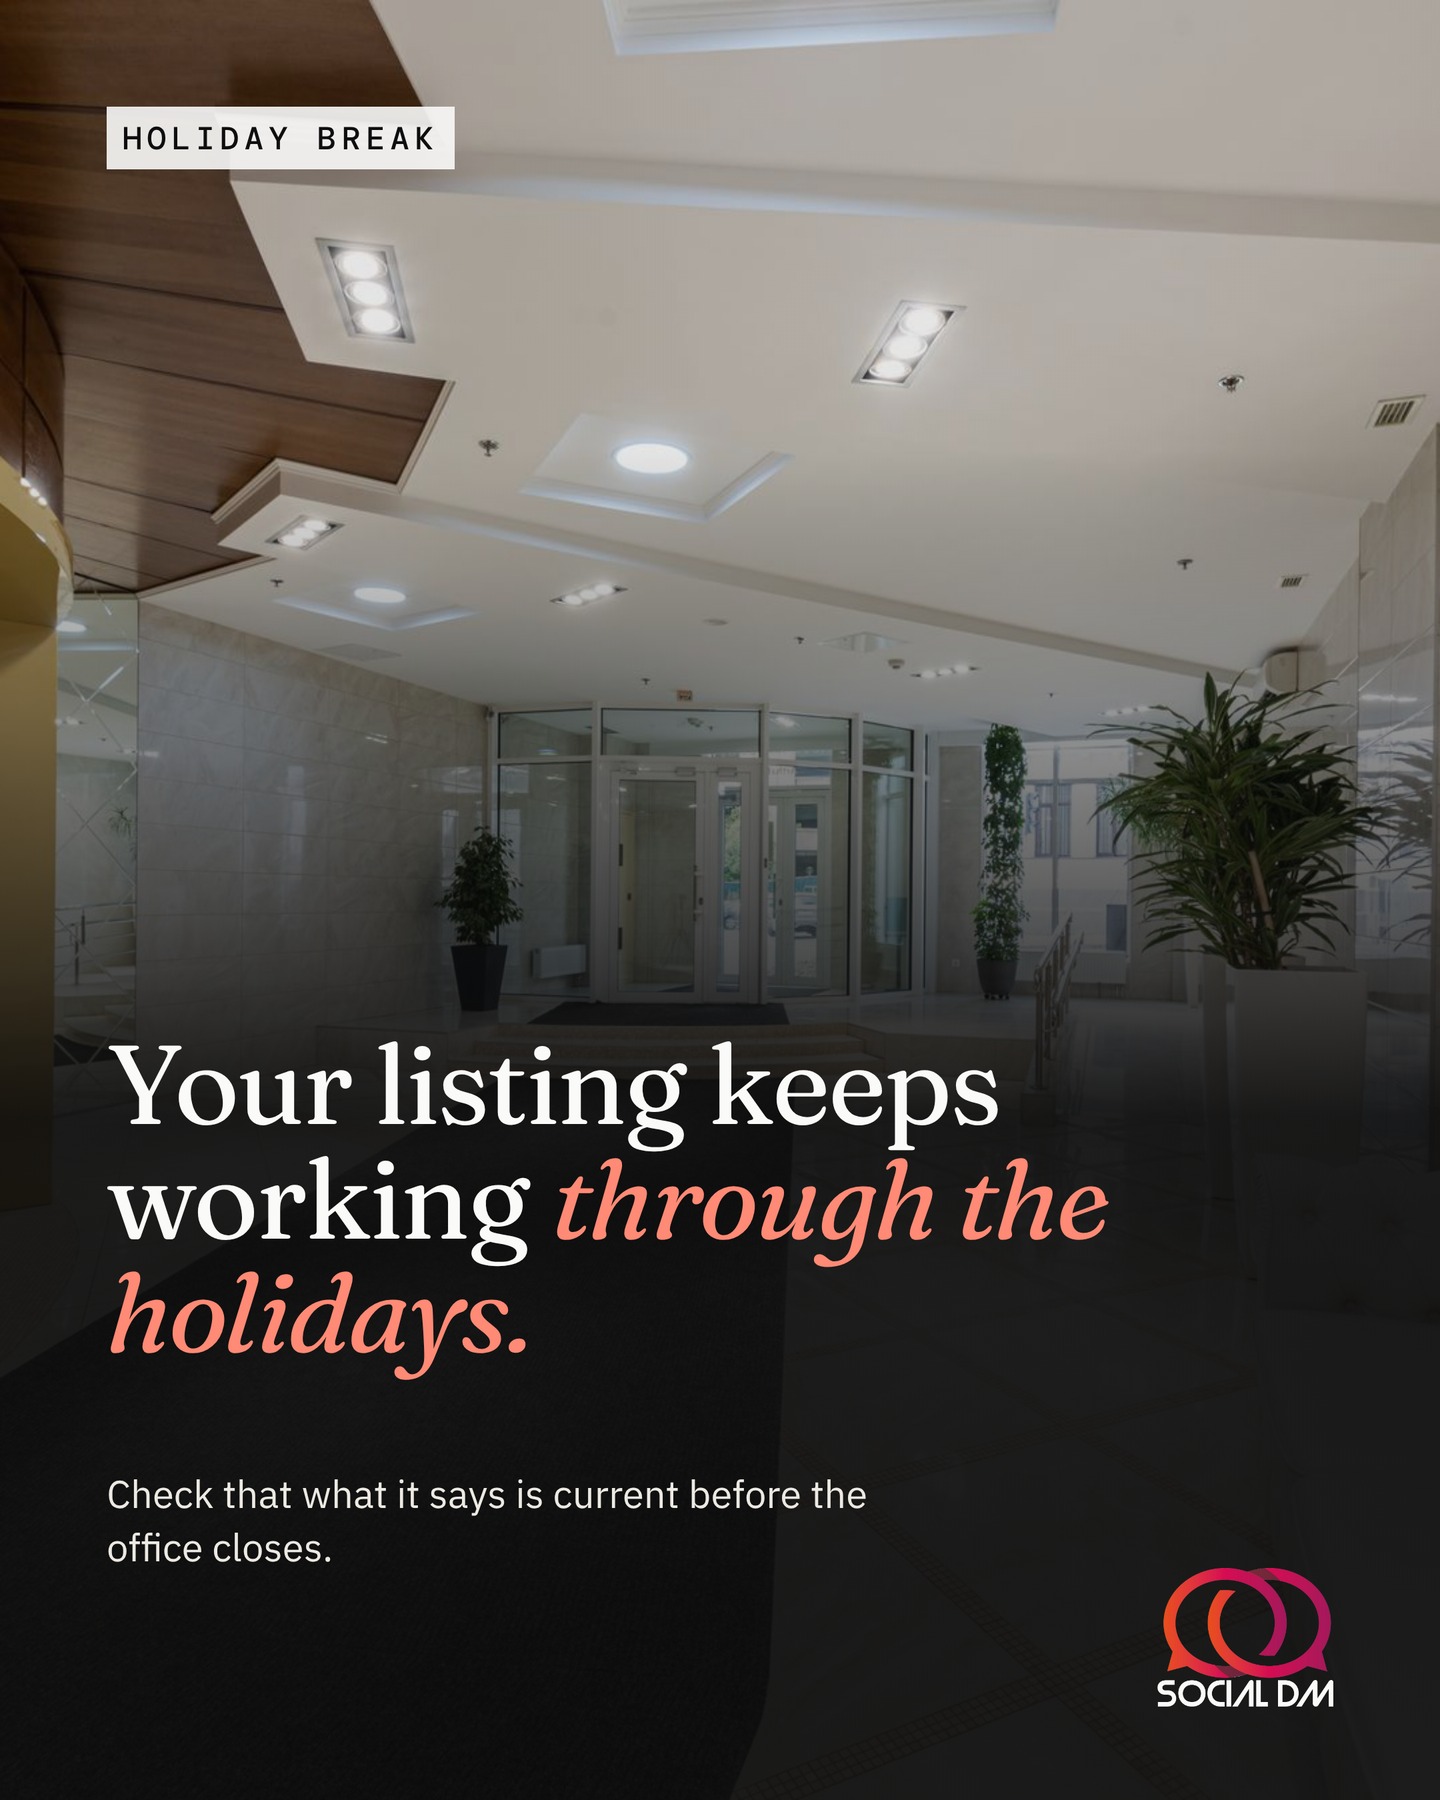 HOLIDAY BREAK
Your listing keeps
working through the
holidays.
Check that what it says is current before the
office closes.
SOCIAL DM